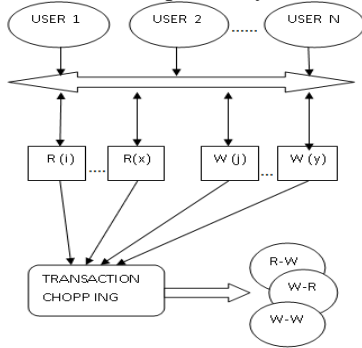 USER 1 USER 2 ...... USER N
R (i) .... R(x) W (j) .... W (y)
TRANSACTION
CHOPP ING
R-W
W-R
W-W